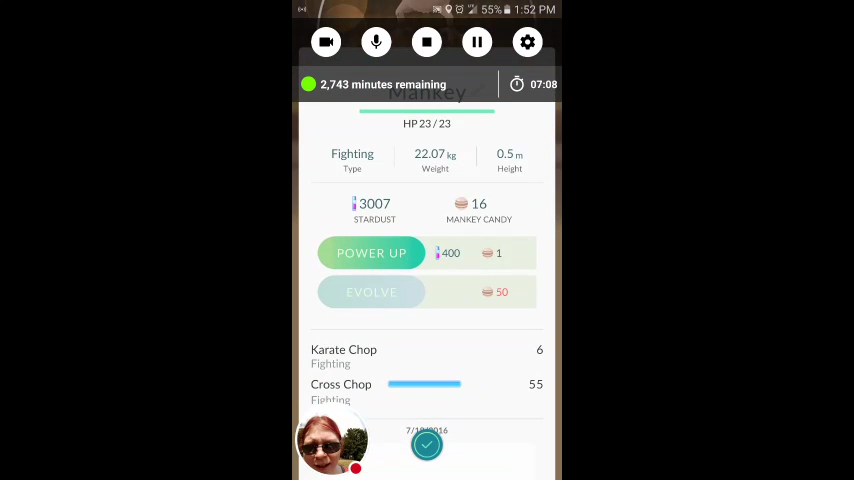 55% 1:52 PM
2,743 minutes remaining 07:08
Mankey
HP 23 / 23
Fighting 22.07 kg 0.5 m
Type Weight Height
3007 16
STARDUST MANKEY CANDY
POWER UP 400 1
EVOLVE 50
Karate Chop 6
Fighting
Cross Chop 55
Fighting